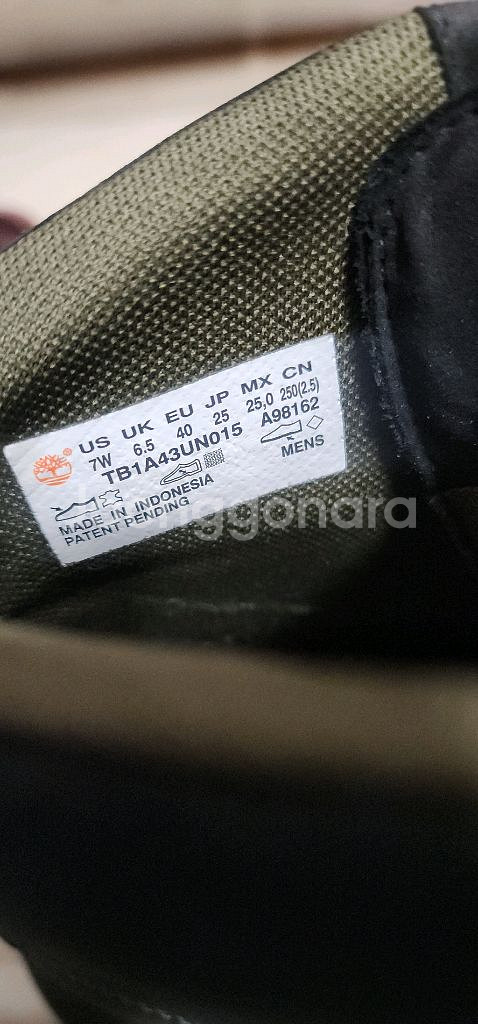 US UK EU JP MX CN
7W 6.5 40 25 25,0 250(2.5)
TB1A43UN015 A98162
MENS
MADE IN INDONESIA
PATENT PENDING
nggonara